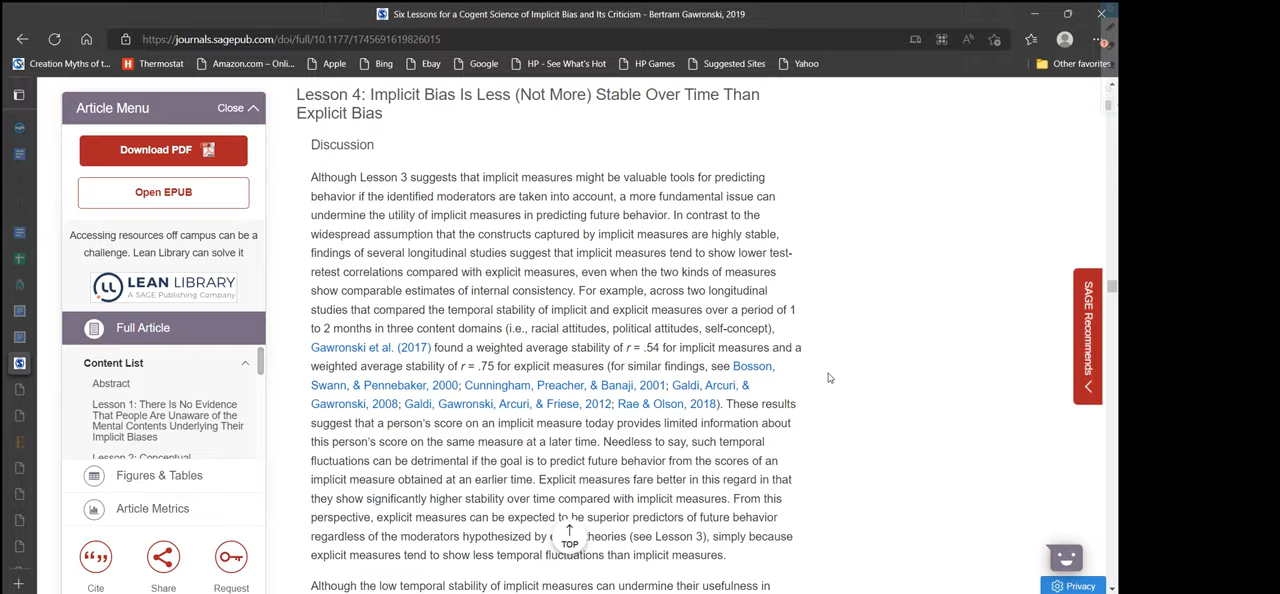 Six Lessons for a Cogent Science of Implicit Bias and Its Criticism - Bertram Gawronski, 2019
https://journals.sagepub.com/doi/full/10.1177/1745691619826015
Creation Myths of t... Thermostat Amazon.com – Onli... Apple Bing Ebay Google HP - See What's Hot HP Games Suggested Sites Yahoo Other favorites
Article Menu Close
Download PDF
Open EPUB
Accessing resources off campus can be a
challenge. Lean Library can solve it
LEAN LIBRARY
A SAGE Publishing Company
Full Article
Content List
Abstract
Lesson 1: There Is No Evidence
That People Are Unaware of the
Mental Contents Underlying Their
Implicit Biases
Lesson 2: Conceptual
Figures & Tables
Article Metrics
Cite Share Request
Lesson 4: Implicit Bias Is Less (Not More) Stable Over Time Than
Explicit Bias
Discussion
Although Lesson 3 suggests that implicit measures might be valuable tools for predicting
behavior if the identified moderators are taken into account, a more fundamental issue can
undermine the utility of implicit measures in predicting future behavior. In contrast to the
widespread assumption that the constructs captured by implicit measures are highly stable,
findings of several longitudinal studies suggest that implicit measures tend to show lower test-
retest correlations compared with explicit measures, even when the two kinds of measures
show comparable estimates of internal consistency. For example, across two longitudinal
studies that compared the temporal stability of implicit and explicit measures over a period of 1
to 2 months in three content domains (i.e., racial attitudes, political attitudes, self-concept),
Gawronski et al. (2017) found a weighted average stability of r = .54 for implicit measures and a
weighted average stability of r = .75 for explicit measures (for similar findings, see Bosson,
Swann, & Pennebaker, 2000; Cunningham, Preacher, & Banaji, 2001; Galdi, Arcuri, &
Gawronski, 2008; Galdi, Gawronski, Arcuri, & Friese, 2012; Rae & Olson, 2018). These results
suggest that a person's score on an implicit measure today provides limited information about
this person's score on the same measure at a later time. Needless to say, such temporal
fluctuations can be detrimental if the goal is to predict future behavior from the scores of an
implicit measure obtained at an earlier time. Explicit measures fare better in this regard in that
they show significantly higher stability over time compared with implicit measures. From this
perspective, explicit measures can be expected to be superior predictors of future behavior
regardless of the moderators hypothesized by theories (see Lesson 3), simply because
explicit measures tend to show less temporal fluctuations than implicit measures.
Although the low temporal stability of implicit measures can undermine their usefulness in
TOP
SAGE Recommends
Privacy